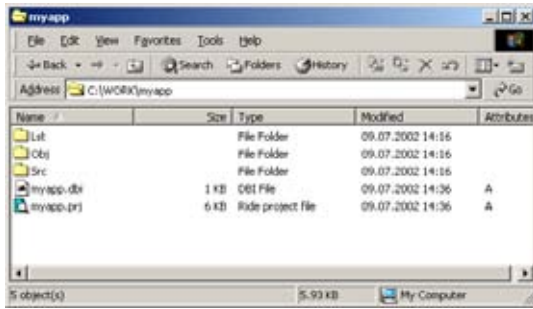 myapp
File Edit View Favorites Tools Help
Back Search Folders History
Address C:\WORK\myapp Go
Name Size Type Modified Attributes
Lst File Folder 09.07.2002 14:16
Obj File Folder 09.07.2002 14:16
Src File Folder 09.07.2002 14:16
myapp.dbi 1 KB DBI File 09.07.2002 14:36 A
myapp.prj 6 KB Ride project file 09.07.2002 14:36 A
5 object(s) 5.93 KB My Computer